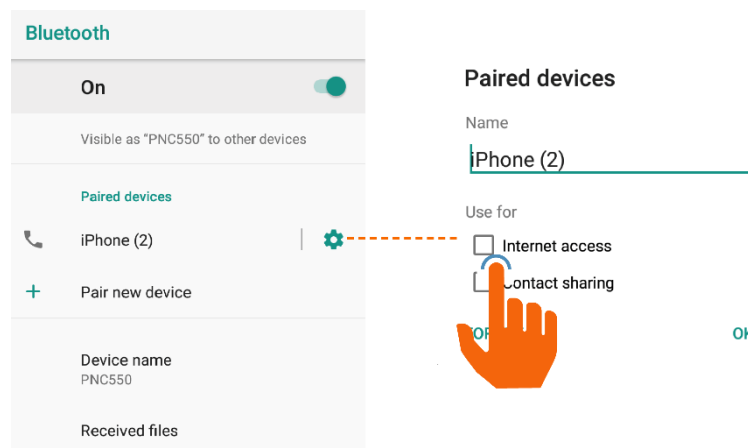 Bluetooth
On
Visible as “PNC550” to other devices
Paired devices
iPhone (2)
Pair new device
Device name
PNC550
Received files
Paired devices
Name
iPhone (2)
Use for
Internet access
Contact sharing
OK